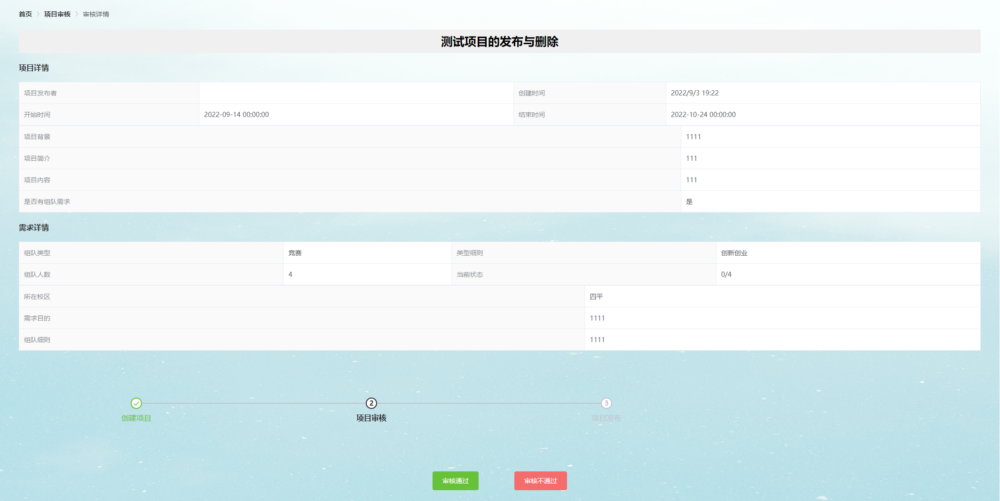 首页 > 项目审核 > 审核详情
测试项目的发布与删除
项目详情
项目发布者 创建时间 2022/9/3 19:22
开始时间 2022-09-14 00:00:00 结束时间 2022-10-24 00:00:00
项目背景 1111
项目简介 111
项目内容 111
是否有组队需求 是
需求详情
组队类型 竞赛 类型细则 创新创业
组队人数 4 当前状态 0/4
所在校区 四平
需求目的 1111
组队细则 1111
2 3
创建项目 项目审核 项目发布
审核通过 审核不通过